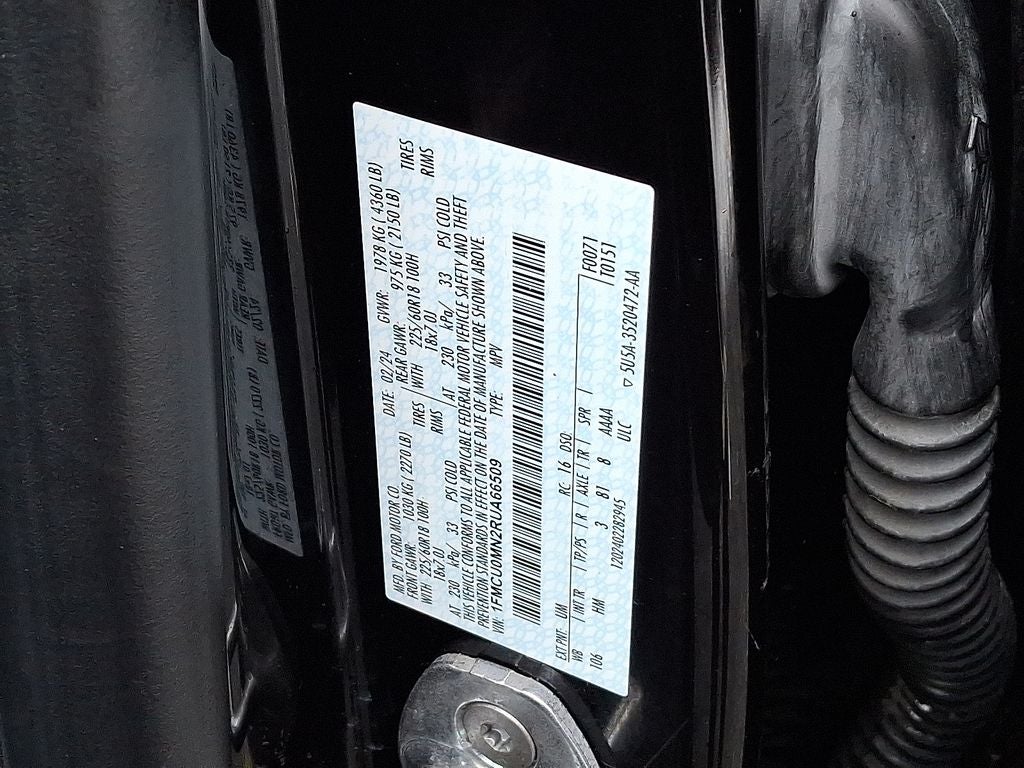 MFD. BY FORD MOTOR CO. DATE: 02/24 GVWR: 1978 KG ( 4360 LB)
FRONT GAWR: 1030 KG ( 2270 LB) REAR GAWR: 975 KG ( 2150 LB)
WITH 225/60R18 100H TIRES WITH 225/60R18 100H TIRES
18x7.0J RIMS 18x7.0J RIMS
AT 230 kPa/ 33 PSI COLD AT 230 kPa/ 33 PSI COLD
THIS VEHICLE CONFORMS TO ALL APPLICABLE FEDERAL MOTOR VEHICLE SAFETY AND THEFT
PREVENTION STANDARDS IN EFFECT ON THE DATE OF MANUFACTURE SHOWN ABOVE.
VIN: 1FMCU0MN2RUA66509 TYPE: MPV
EXT PNT: UM RC: 16 DSO: F0071
WB INT TR TP/PS R AXLE TR SPR T0151
106 HM 3 B1 8 AAAA
ULC
1202402282945 ▽ 5U5A-3520472-AA